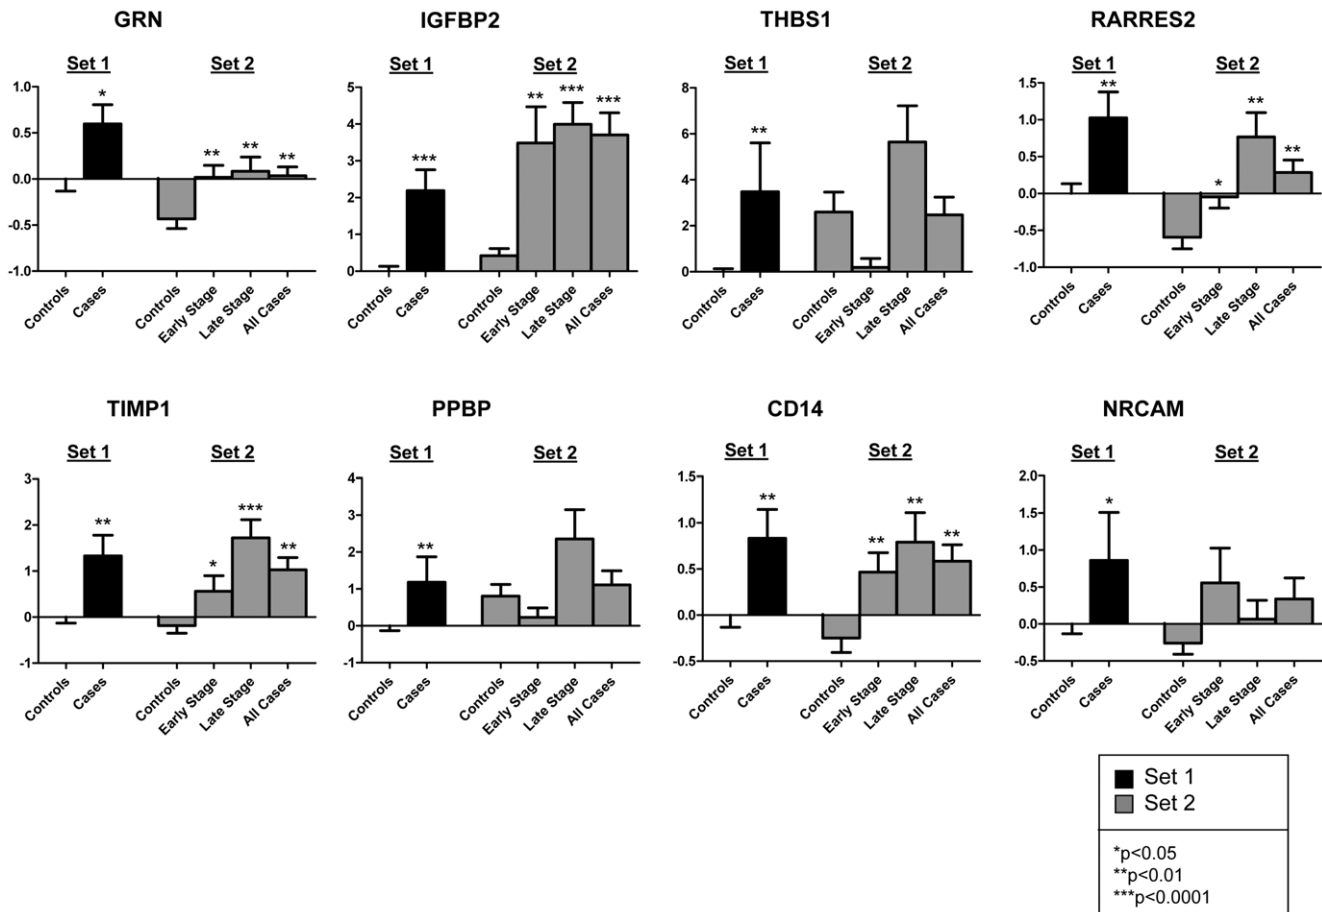 GRN
Set 1 Set 2
*
** ** **
1.0
0.5
0.0
-0.5
-1.0
Controls Cases Controls Early Stage Late Stage All Cases
IGFBP2
Set 1 Set 2
***
** *** ***
5
4
3
2
1
0
Controls Cases Controls Early Stage Late Stage All Cases
THBS1
Set 1 Set 2
**
8
6
4
2
0
Controls Cases Controls Early Stage Late Stage All Cases
RARRES2
Set 1 Set 2
**
* ** **
1.5
1.0
0.5
0.0
-0.5
-1.0
Controls Cases Controls Early Stage Late Stage All Cases
TIMP1
Set 1 Set 2
**
* *** **
3
2
1
0
-1
Controls Cases Controls Early Stage Late Stage All Cases
PPBP
Set 1 Set 2
**
4
3
2
1
0
-1
Controls Cases Controls Early Stage Late Stage All Cases
CD14
Set 1 Set 2
**
** ** **
1.5
1.0
0.5
0.0
-0.5
Controls Cases Controls Early Stage Late Stage All Cases
NRCAM
Set 1 Set 2
*
2.0
1.5
1.0
0.5
0.0
-0.5
Controls Cases Controls Early Stage Late Stage All Cases
Set 1
Set 2
*p<0.05
**p<0.01
***p<0.0001